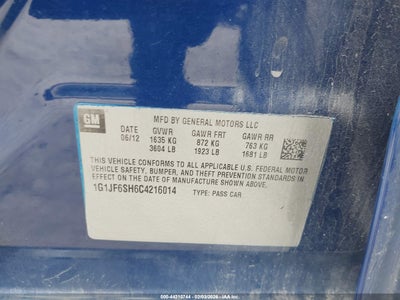 GM
MFD BY GENERAL MOTORS LLC
DATE GVWR GAWR FRT GAWR RR
06/12 1635 KG 872 KG 763 KG
3604 LB 1923 LB 1681 LB
THIS VEHICLE CONFORMS TO ALL APPLICABLE U.S. FEDERAL MOTOR
VEHICLE SAFETY, BUMPER, AND THEFT PREVENTION STANDARDS
IN EFFECT ON THE DATE OF MANUFACTURE SHOWN ABOVE.
1G1JF6SH6C4216014
TYPE: PASS CAR